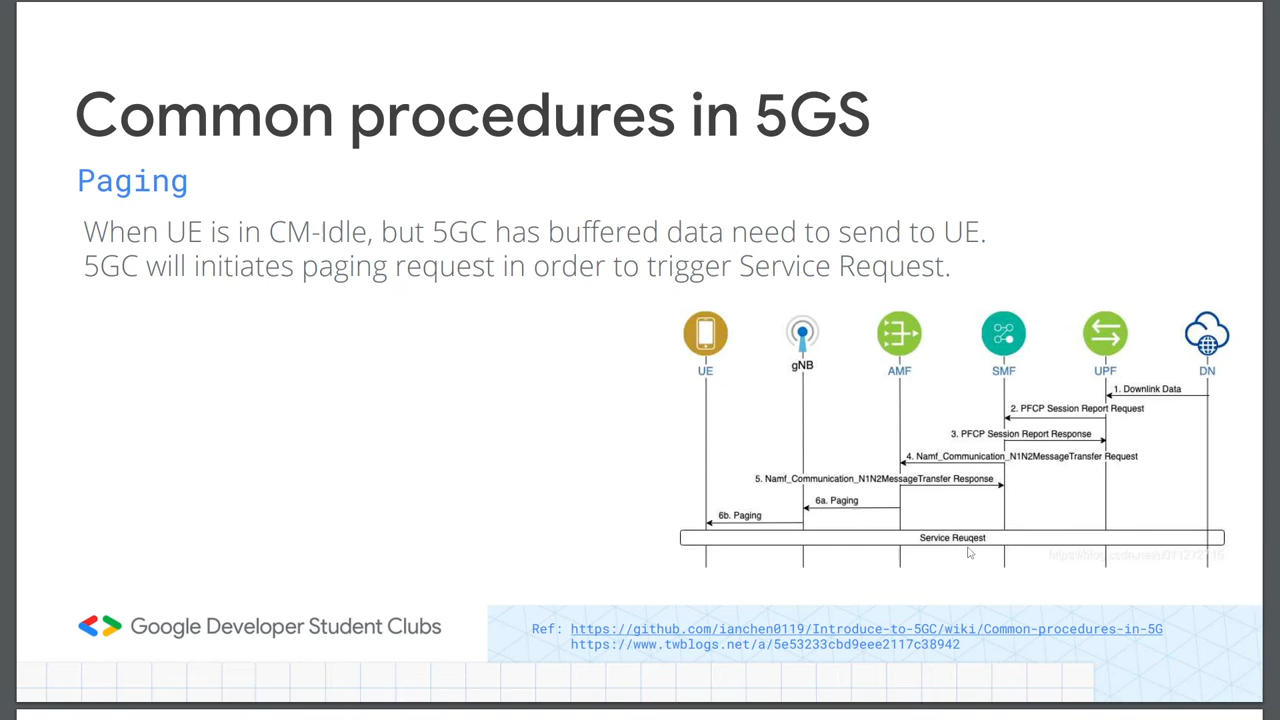 Common procedures in 5GS
Paging
When UE is in CM-Idle, but 5GC has buffered data need to send to UE.
5GC will initiates paging request in order to trigger Service Request.
UE
gNB
AMF
SMF
UPF
DN
1. Downlink Data
2. PFCP Session Report Request
3. PFCP Session Report Response
4. Namf_Communication_N1N2MessageTransfer Request
5. Namf_Communication_N1N2MessageTransfer Response
6a. Paging
6b. Paging
Service Reuqest
Google Developer Student Clubs
Ref: https://github.com/ianchen0119/Introduce-to-5GC/wiki/Common-procedures-in-5G
https://www.twblogs.net/a/5e53233cbd9eee2117c38942